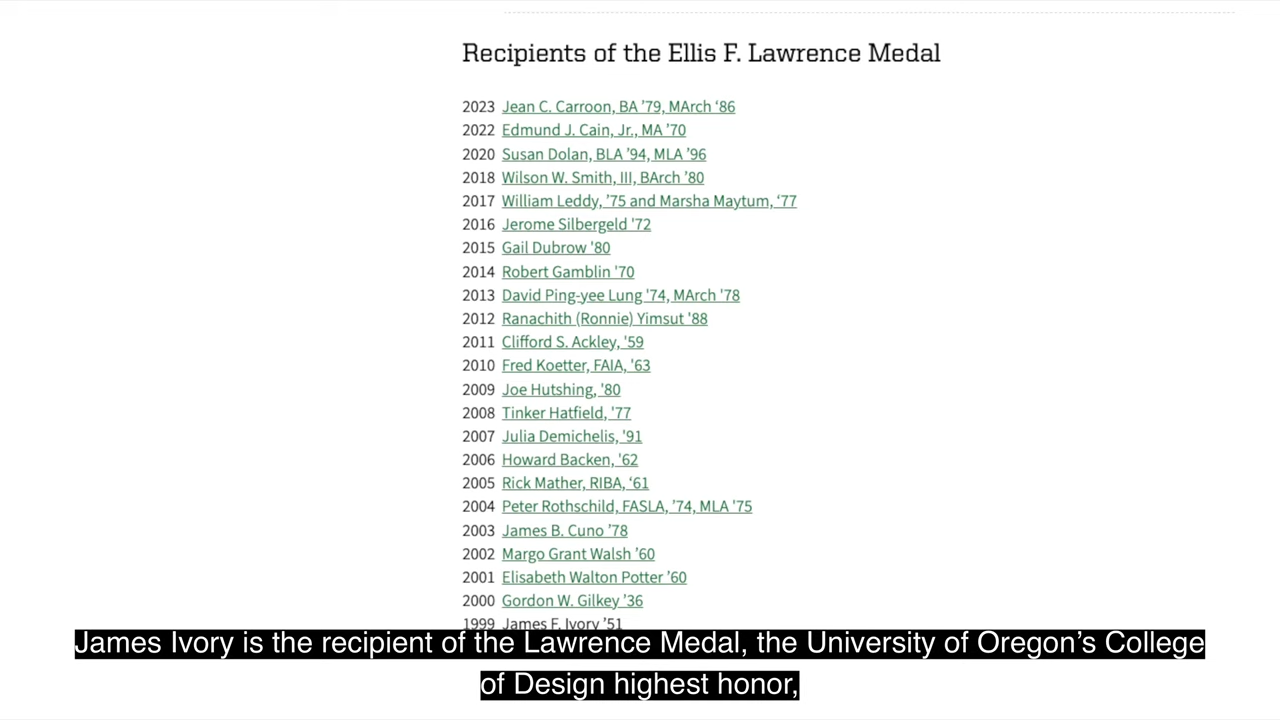 Recipients of the Ellis F. Lawrence Medal
2023 Jean C. Carroon, BA ’79, MArch ‘86
2022 Edmund J. Cain, Jr., MA ’70
2020 Susan Dolan, BLA ’94, MLA ’96
2018 Wilson W. Smith, III, BArch ’80
2017 William Leddy, ’75 and Marsha Maytum, ‘77
2016 Jerome Silbergeld '72
2015 Gail Dubrow '80
2014 Robert Gamblin '70
2013 David Ping-yee Lung '74, MArch '78
2012 Ranachith (Ronnie) Yimsut '88
2011 Clifford S. Ackley, '59
2010 Fred Koetter, FAIA, '63
2009 Joe Hutshing, '80
2008 Tinker Hatfield, '77
2007 Julia Demichelis, '91
2006 Howard Backen, '62
2005 Rick Mather, RIBA, ‘61
2004 Peter Rothschild, FASLA, ’74, MLA '75
2003 James B. Cuno ’78
2002 Margo Grant Walsh ’60
2001 Elisabeth Walton Potter ’60
2000 Gordon W. Gilkey ’36
1999 James F. Ivory ’51
James Ivory is the recipient of the Lawrence Medal, the University of Oregon’s College
of Design highest honor,